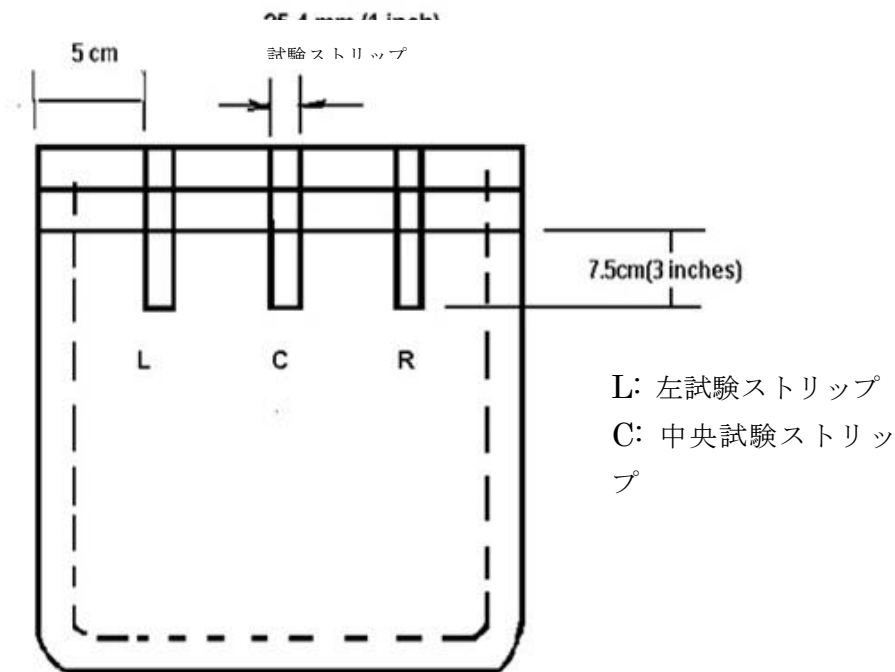 5 cm
試験ストリップ
7.5cm(3 inches)
L C R
L: 左試験ストリップ
C: 中央試験ストリッ
プ